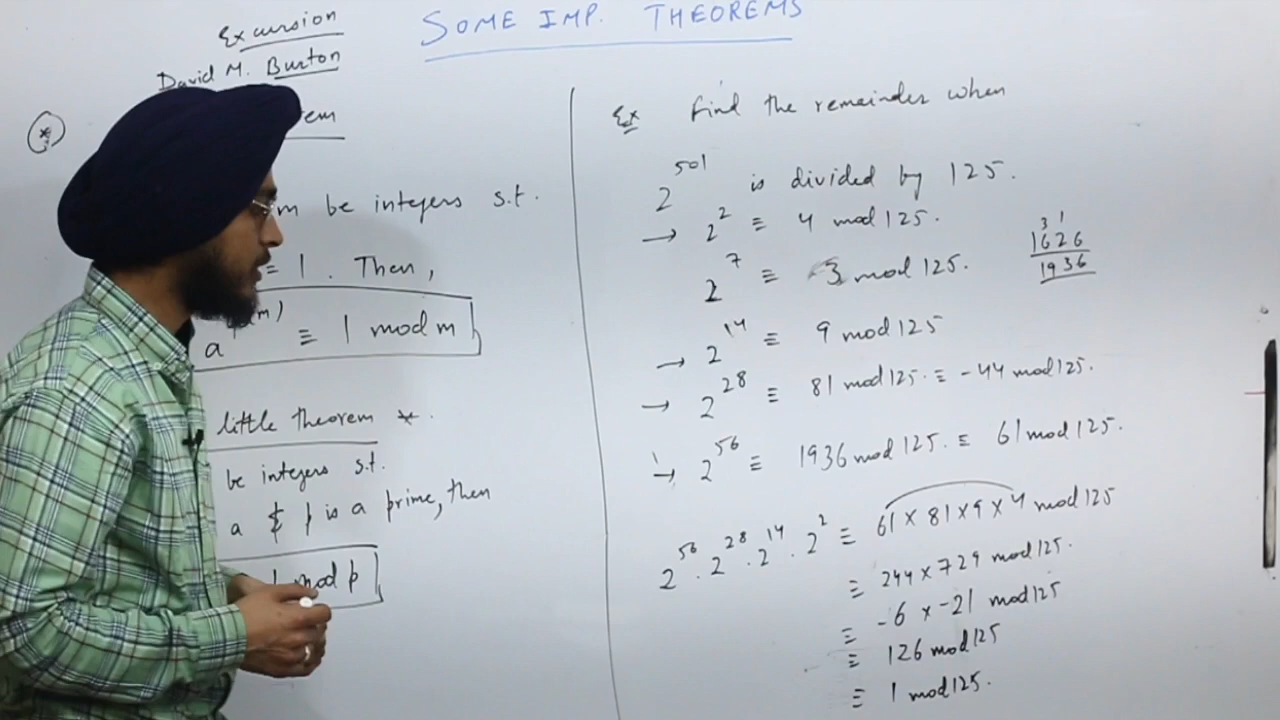 SOME IMP. THEOREMS
Excursion
David M. Burton
*
em
m be integers s.t.
= 1. Then,
a^(m) ≡ 1 mod m
little theorem *.
be integers s.t.
a & p is a prime, then
1 mod p
Ex Find the remainder when
2^501 is divided by 125.
→ 2^2 ≡ 4 mod 125.
2^7 ≡ 3 mod 125.
→ 2^14 ≡ 9 mod 125
→ 2^28 ≡ 81 mod 125. ≡ -44 mod 125.
→ 2^56 ≡ 1936 mod 125. ≡ 61 mod 125.
2^56 . 2^28 . 2^14 . 2^2 ≡ 61 × 81 × 9 × 4 mod 125
≡ 244 × 729 mod 125.
≡ -6 × -21 mod 125
≡ 126 mod 125
≡ 1 mod 125.
3 1
1626
1936